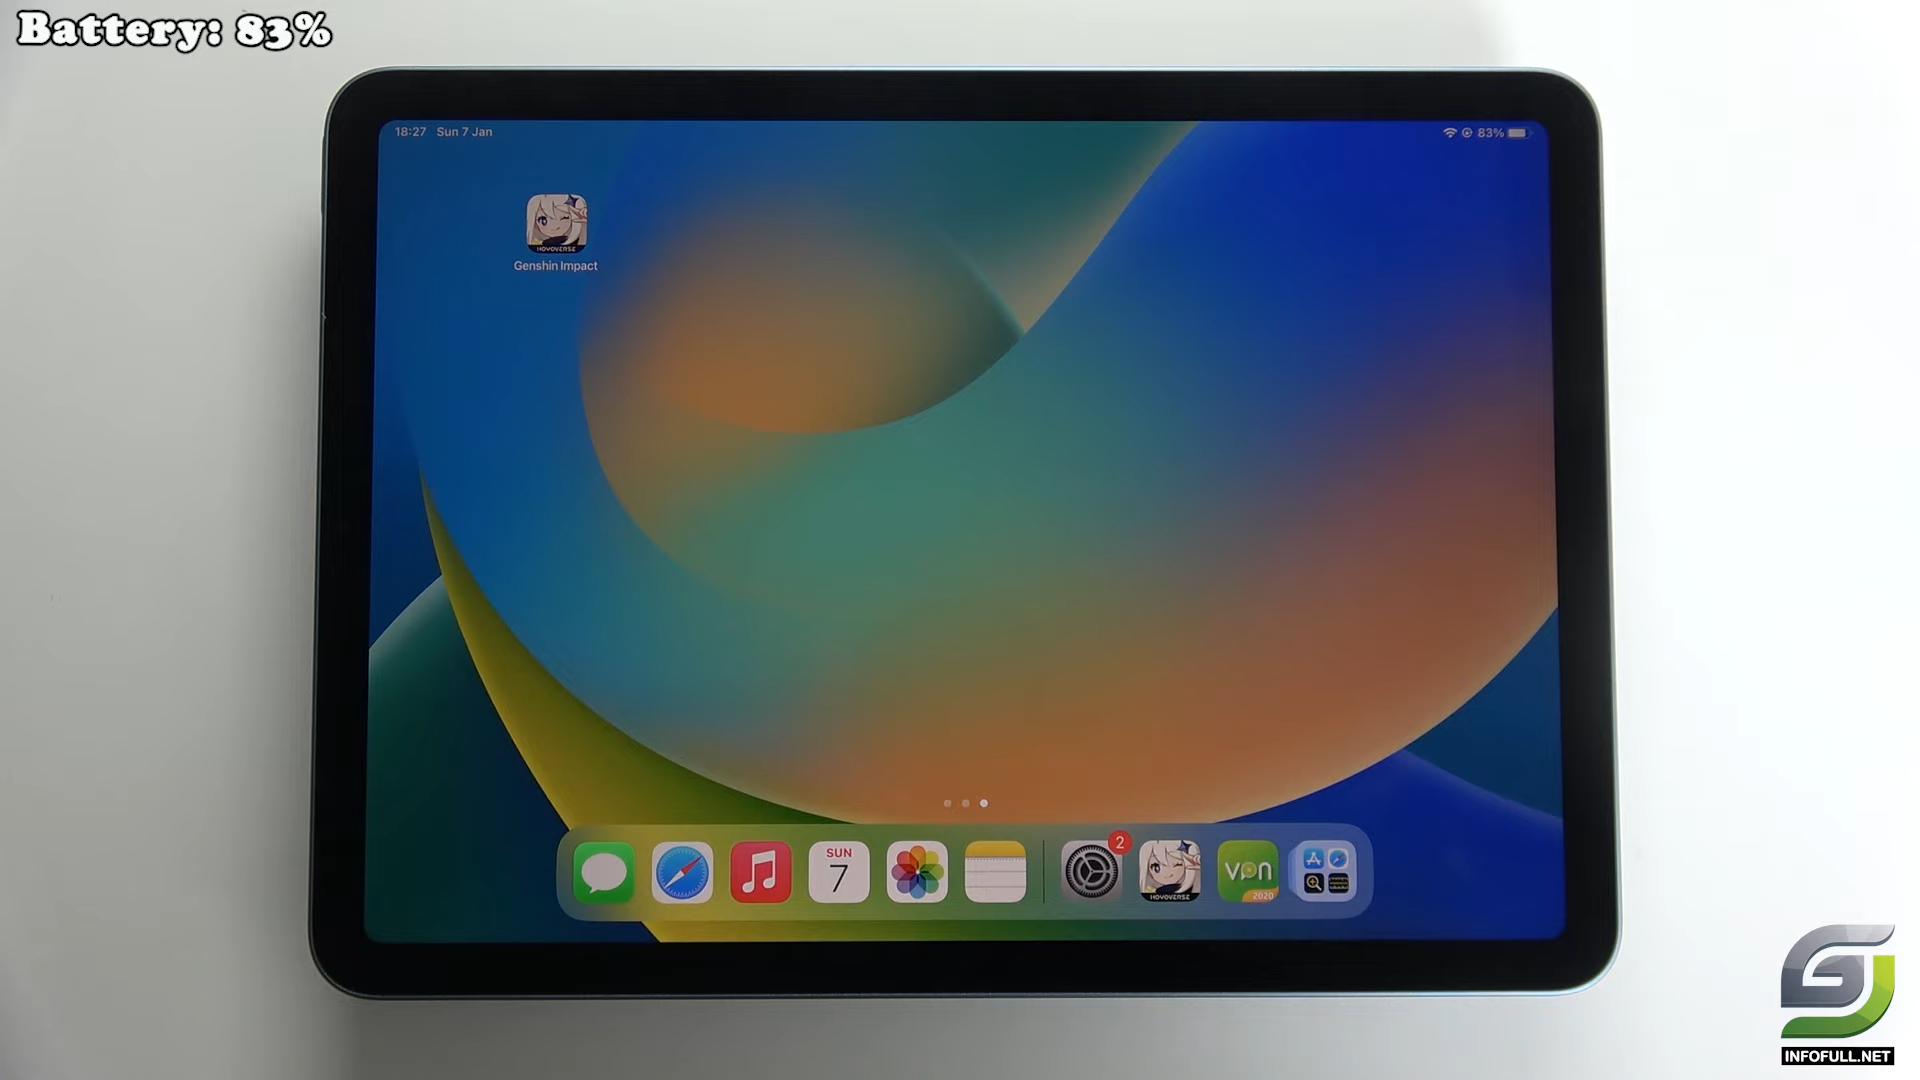 Battery: 83%
18:27 Sun 7 Jan
83%
HOYOVERSE
Genshin Impact
SUN
7
2
HOYOVERSE
VPN
2020
INFOFULL.NET